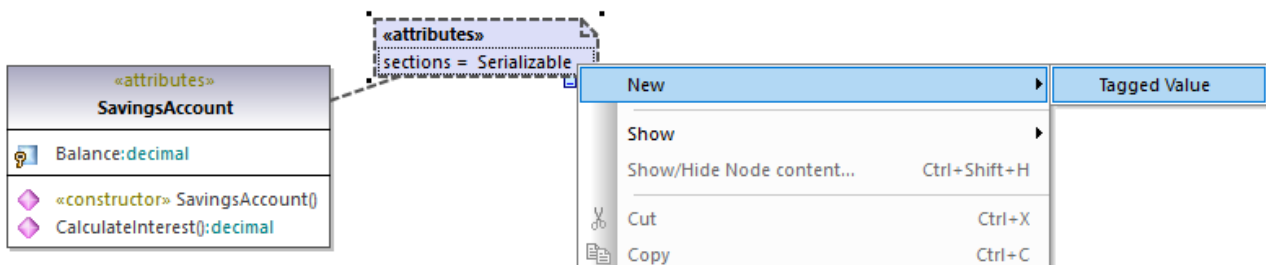 «attributes»
sections = Serializable
«attributes»
SavingsAccount
Balance:decimal
«constructor» SavingsAccount()
CalculateInterest():decimal
New
Tagged Value
Show
Show/Hide Node content... Ctrl+Shift+H
Cut Ctrl+X
Copy Ctrl+C